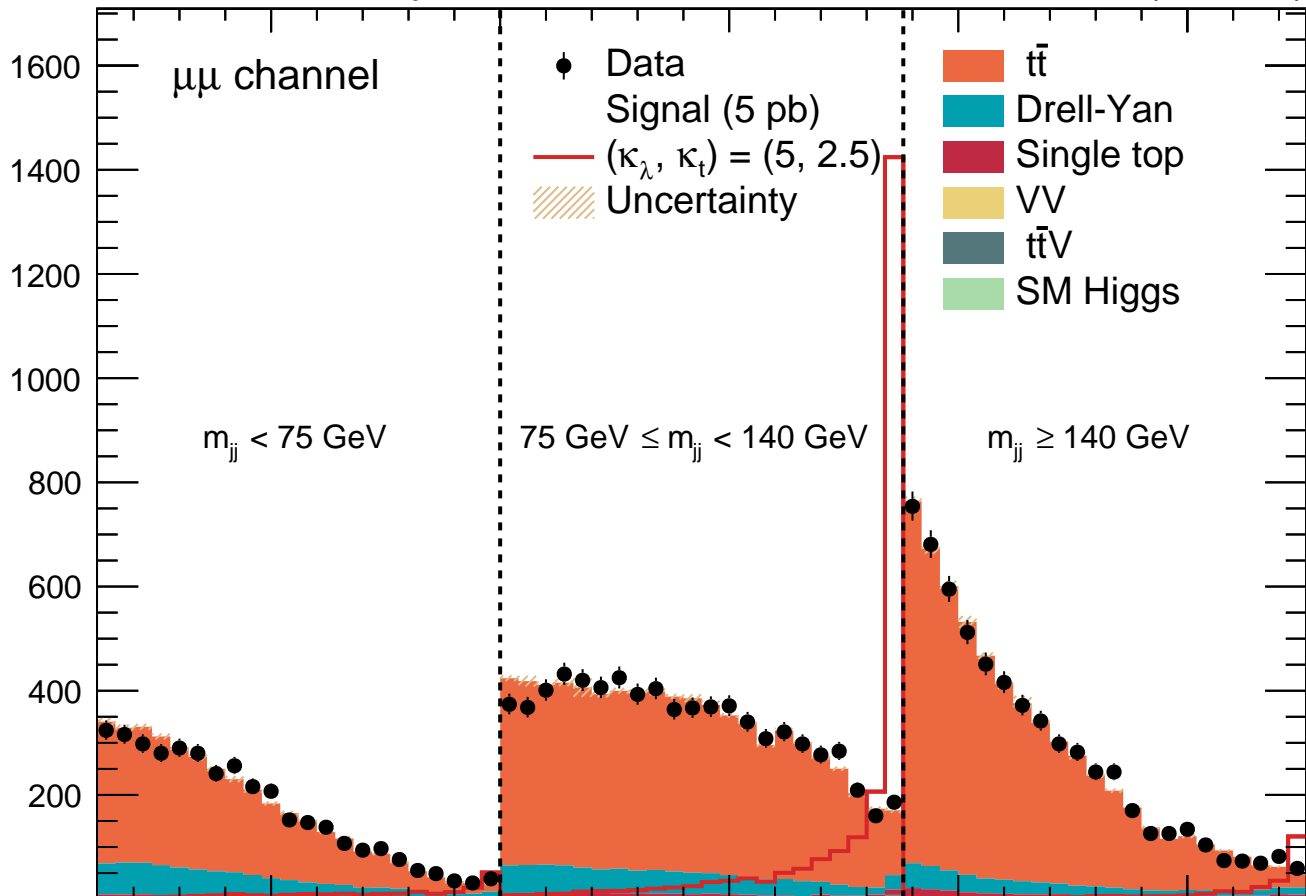 1600
1400
1200
1000
800
600
400
200
μμ channel
Data
Signal (5 pb)
(κλ, κt) = (5, 2.5)
Uncertainty
tt̄
Drell-Yan
Single top
VV
tt̄V
SM Higgs
mjj < 75 GeV
75 GeV ≤ mjj < 140 GeV
mjj ≥ 140 GeV